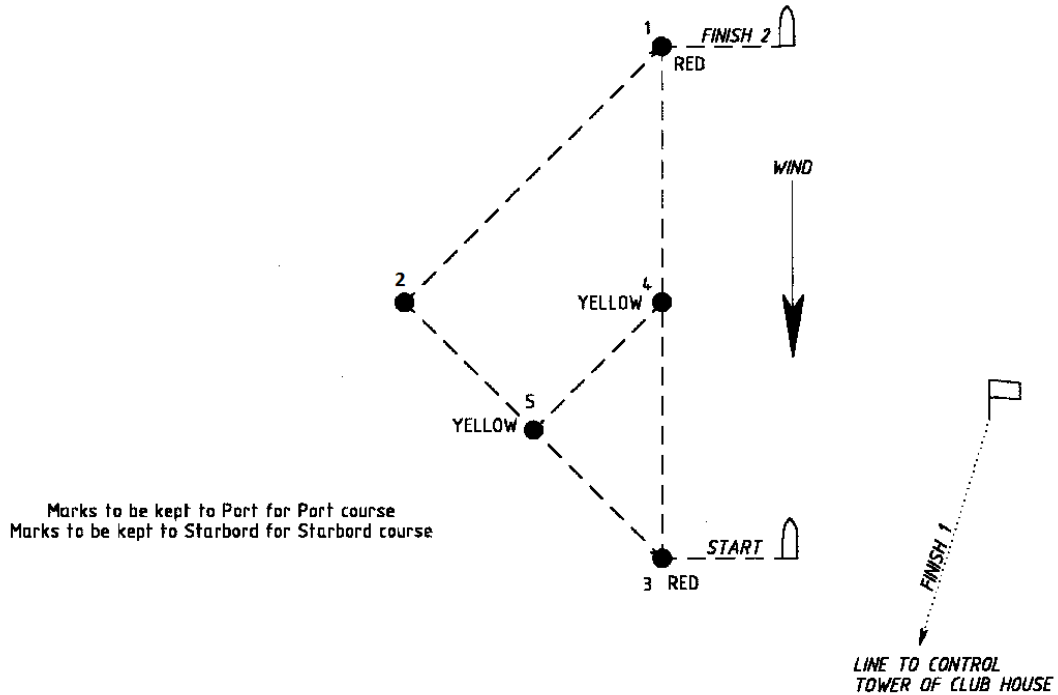 1
FINISH 2
RED
WIND
2
4
YELLOW
5
YELLOW
Marks to be kept to Port for Port course
Marks to be kept to Starbord for Starbord course
START
3 RED
FINISH 1
LINE TO CONTROL
TOWER OF CLUB HOUSE